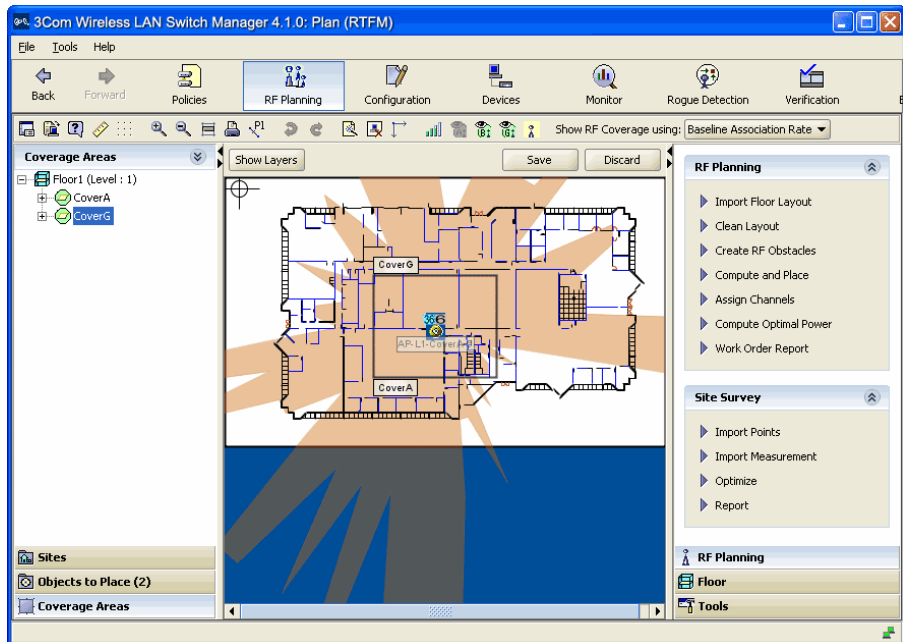 3Com Wireless LAN Switch Manager 4.1.0: Plan (RTFM)
File Tools Help
Back Forward Policies RF Planning Configuration Devices Monitor Rogue Detection Verification
Show RF Coverage using: Baseline Association Rate
Coverage Areas
Floor1 (Level : 1)
CoverA
CoverG
Sites
Objects to Place (2)
Coverage Areas
Show Layers Save Discard
CoverG
AP-L1-CoverA
CoverA
RF Planning
Import Floor Layout
Clean Layout
Create RF Obstacles
Compute and Place
Assign Channels
Compute Optimal Power
Work Order Report
Site Survey
Import Points
Import Measurement
Optimize
Report
RF Planning
Floor
Tools